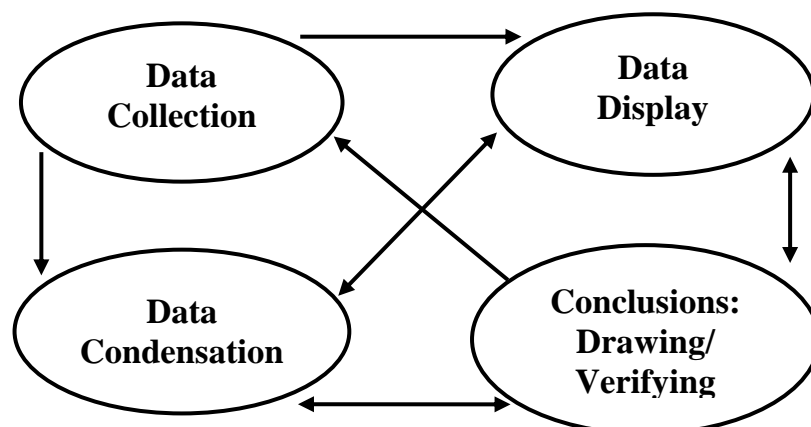 Data
Collection
Data
Display
Data
Condensation
Conclusions:
Drawing/
Verifying